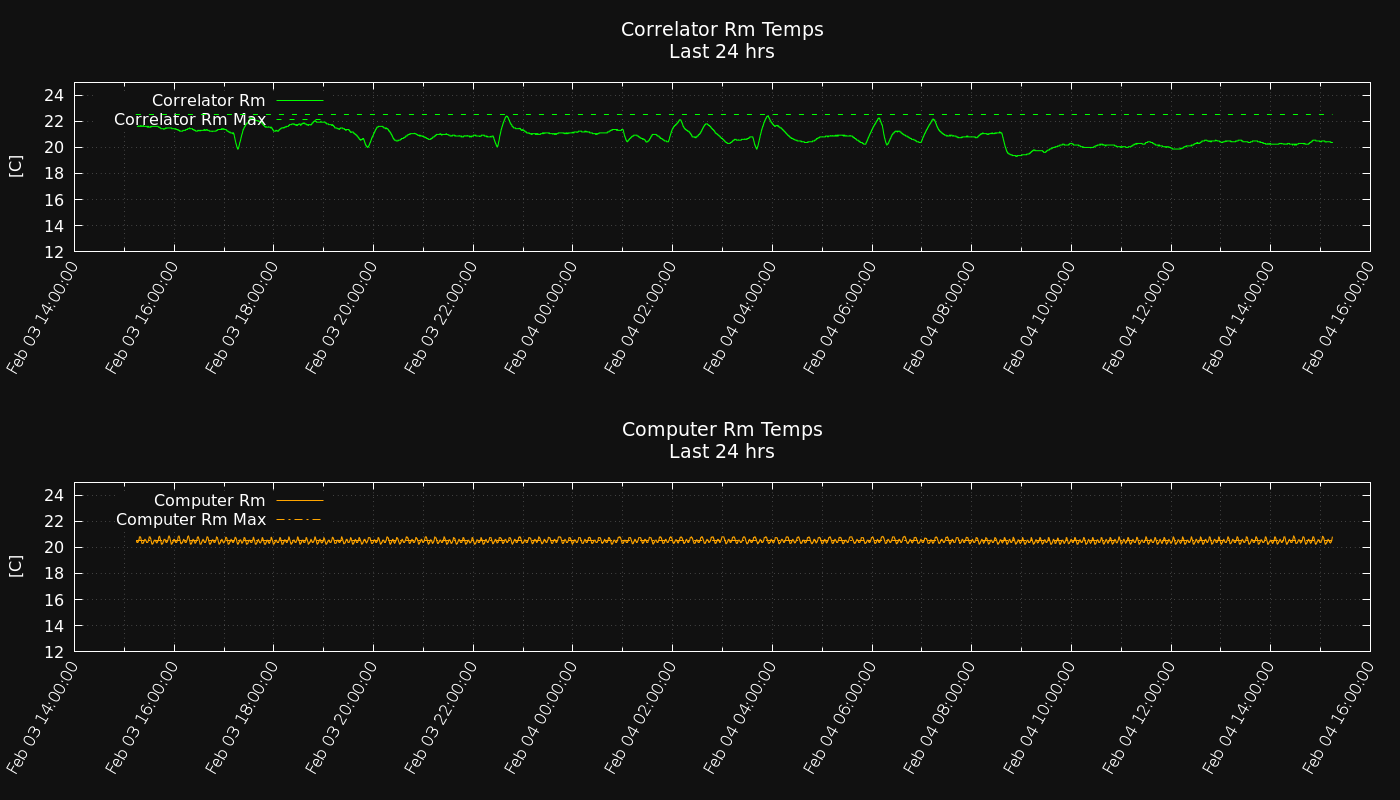 Correlator Rm Temps
Last 24 hrs
Correlator Rm
Correlator Rm Max
[C]
24
22
20
18
16
14
12
Feb 03 14:00:00
Feb 03 16:00:00
Feb 03 18:00:00
Feb 03 20:00:00
Feb 03 22:00:00
Feb 04 00:00:00
Feb 04 02:00:00
Feb 04 04:00:00
Feb 04 06:00:00
Feb 04 08:00:00
Feb 04 10:00:00
Feb 04 12:00:00
Feb 04 14:00:00
Feb 04 16:00:00
Computer Rm Temps
Last 24 hrs
Computer Rm
Computer Rm Max
[C]
24
22
20
18
16
14
12
Feb 03 14:00:00
Feb 03 16:00:00
Feb 03 18:00:00
Feb 03 20:00:00
Feb 03 22:00:00
Feb 04 00:00:00
Feb 04 02:00:00
Feb 04 04:00:00
Feb 04 06:00:00
Feb 04 08:00:00
Feb 04 10:00:00
Feb 04 12:00:00
Feb 04 14:00:00
Feb 04 16:00:00